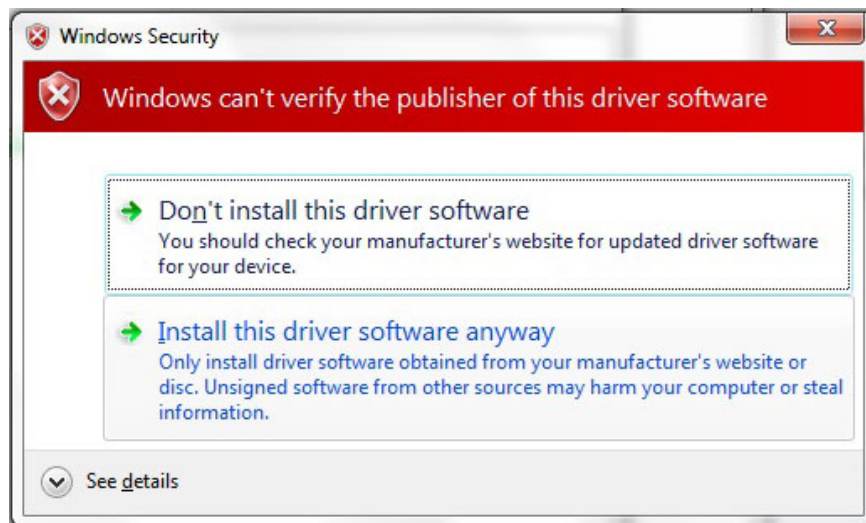 Windows Security
Windows can't verify the publisher of this driver software
Don't install this driver software
You should check your manufacturer's website for updated driver software
for your device.
Install this driver software anyway
Only install driver software obtained from your manufacturer's website or
disc. Unsigned software from other sources may harm your computer or steal
information.
See details